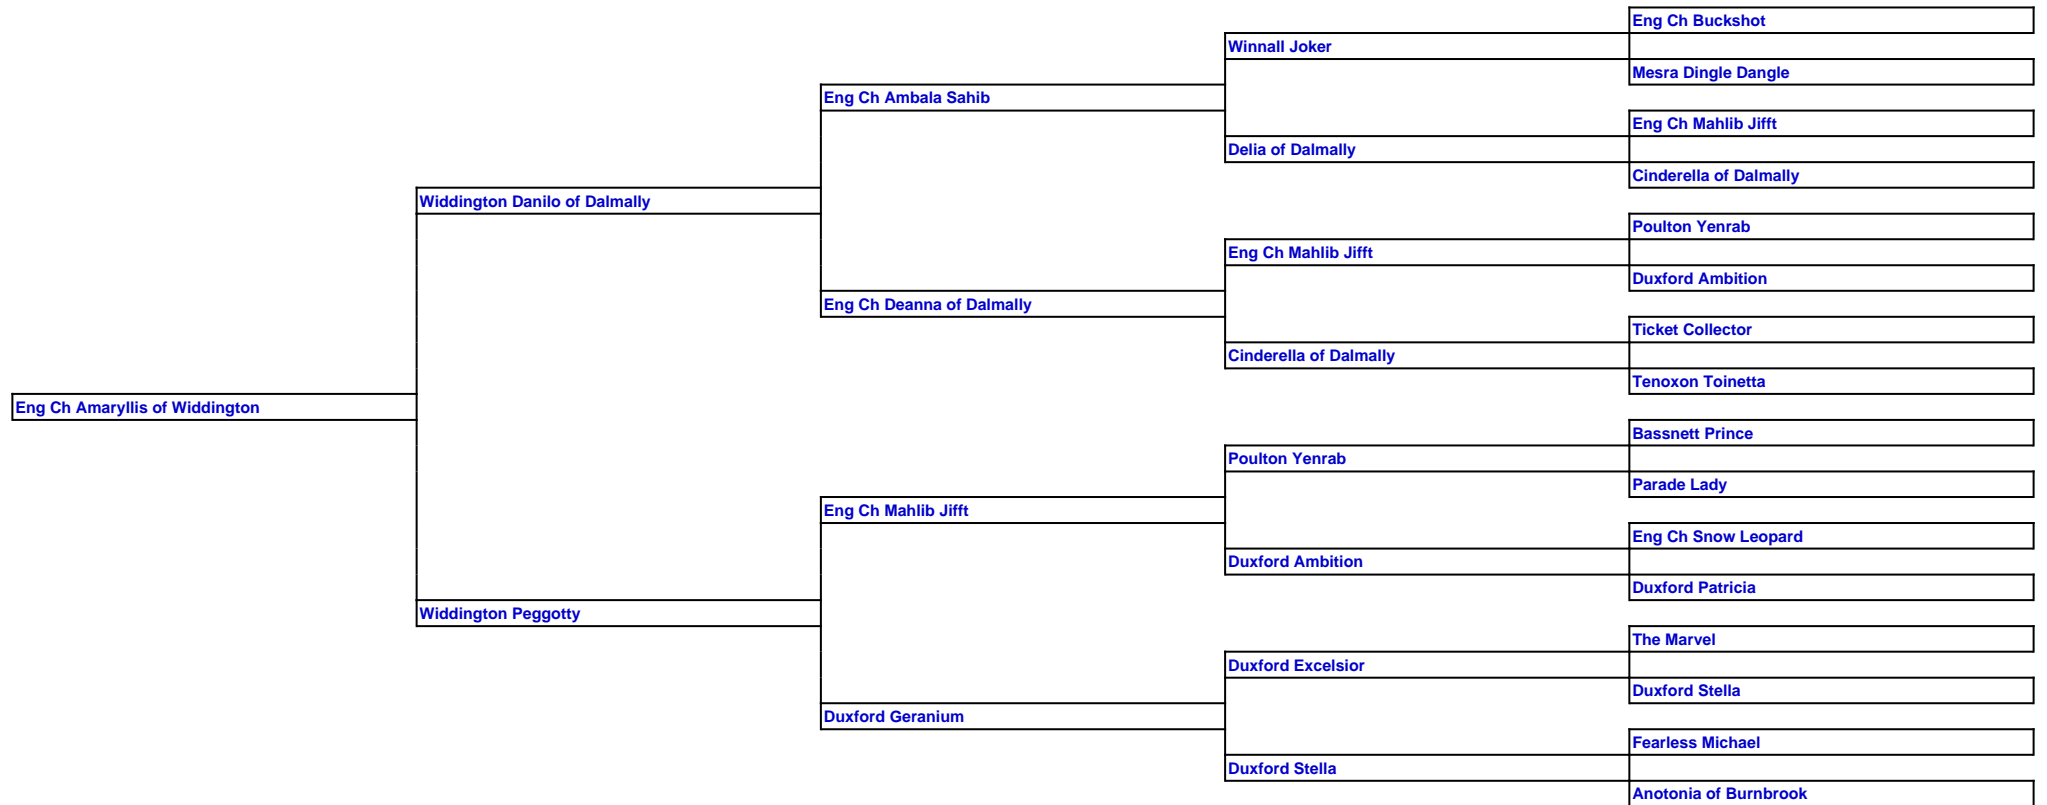 Eng Ch Buckshot
Winnall Joker
Mesra Dingle Dangle
Eng Ch Ambala Sahib
Eng Ch Mahlib Jifft
Delia of Dalmally
Cinderella of Dalmally
Widdington Danilo of Dalmally
Poulton Yenrab
Eng Ch Mahlib Jifft
Duxford Ambition
Eng Ch Deanna of Dalmally
Ticket Collector
Cinderella of Dalmally
Tenoxon Toinetta
Eng Ch Amaryllis of Widdington
Bassnett Prince
Poulton Yenrab
Parade Lady
Eng Ch Mahlib Jifft
Eng Ch Snow Leopard
Duxford Ambition
Duxford Patricia
Widdington Peggotty
The Marvel
Duxford Excelsior
Duxford Stella
Duxford Geranium
Fearless Michael
Duxford Stella
Anotonia of Burnbrook